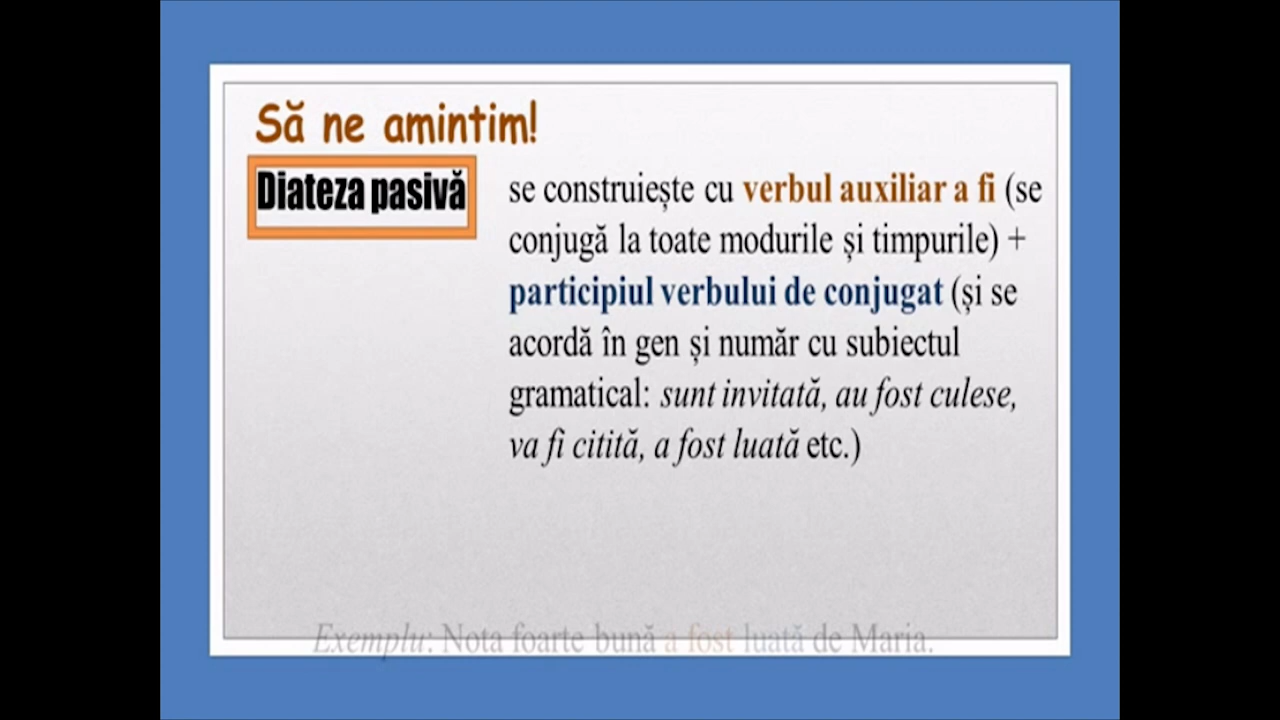 Să ne amintim!
Diateza pasivă
se construiește cu verbul auxiliar a fi (se
conjugă la toate modurile și timpurile) +
participiul verbului de conjugat (și se
acordă în gen și număr cu subiectul
gramatical: sunt invitată, au fost culese,
va fi citită, a fost luată etc.)
Exemplu: Nota foarte bună a fost luată de Maria.